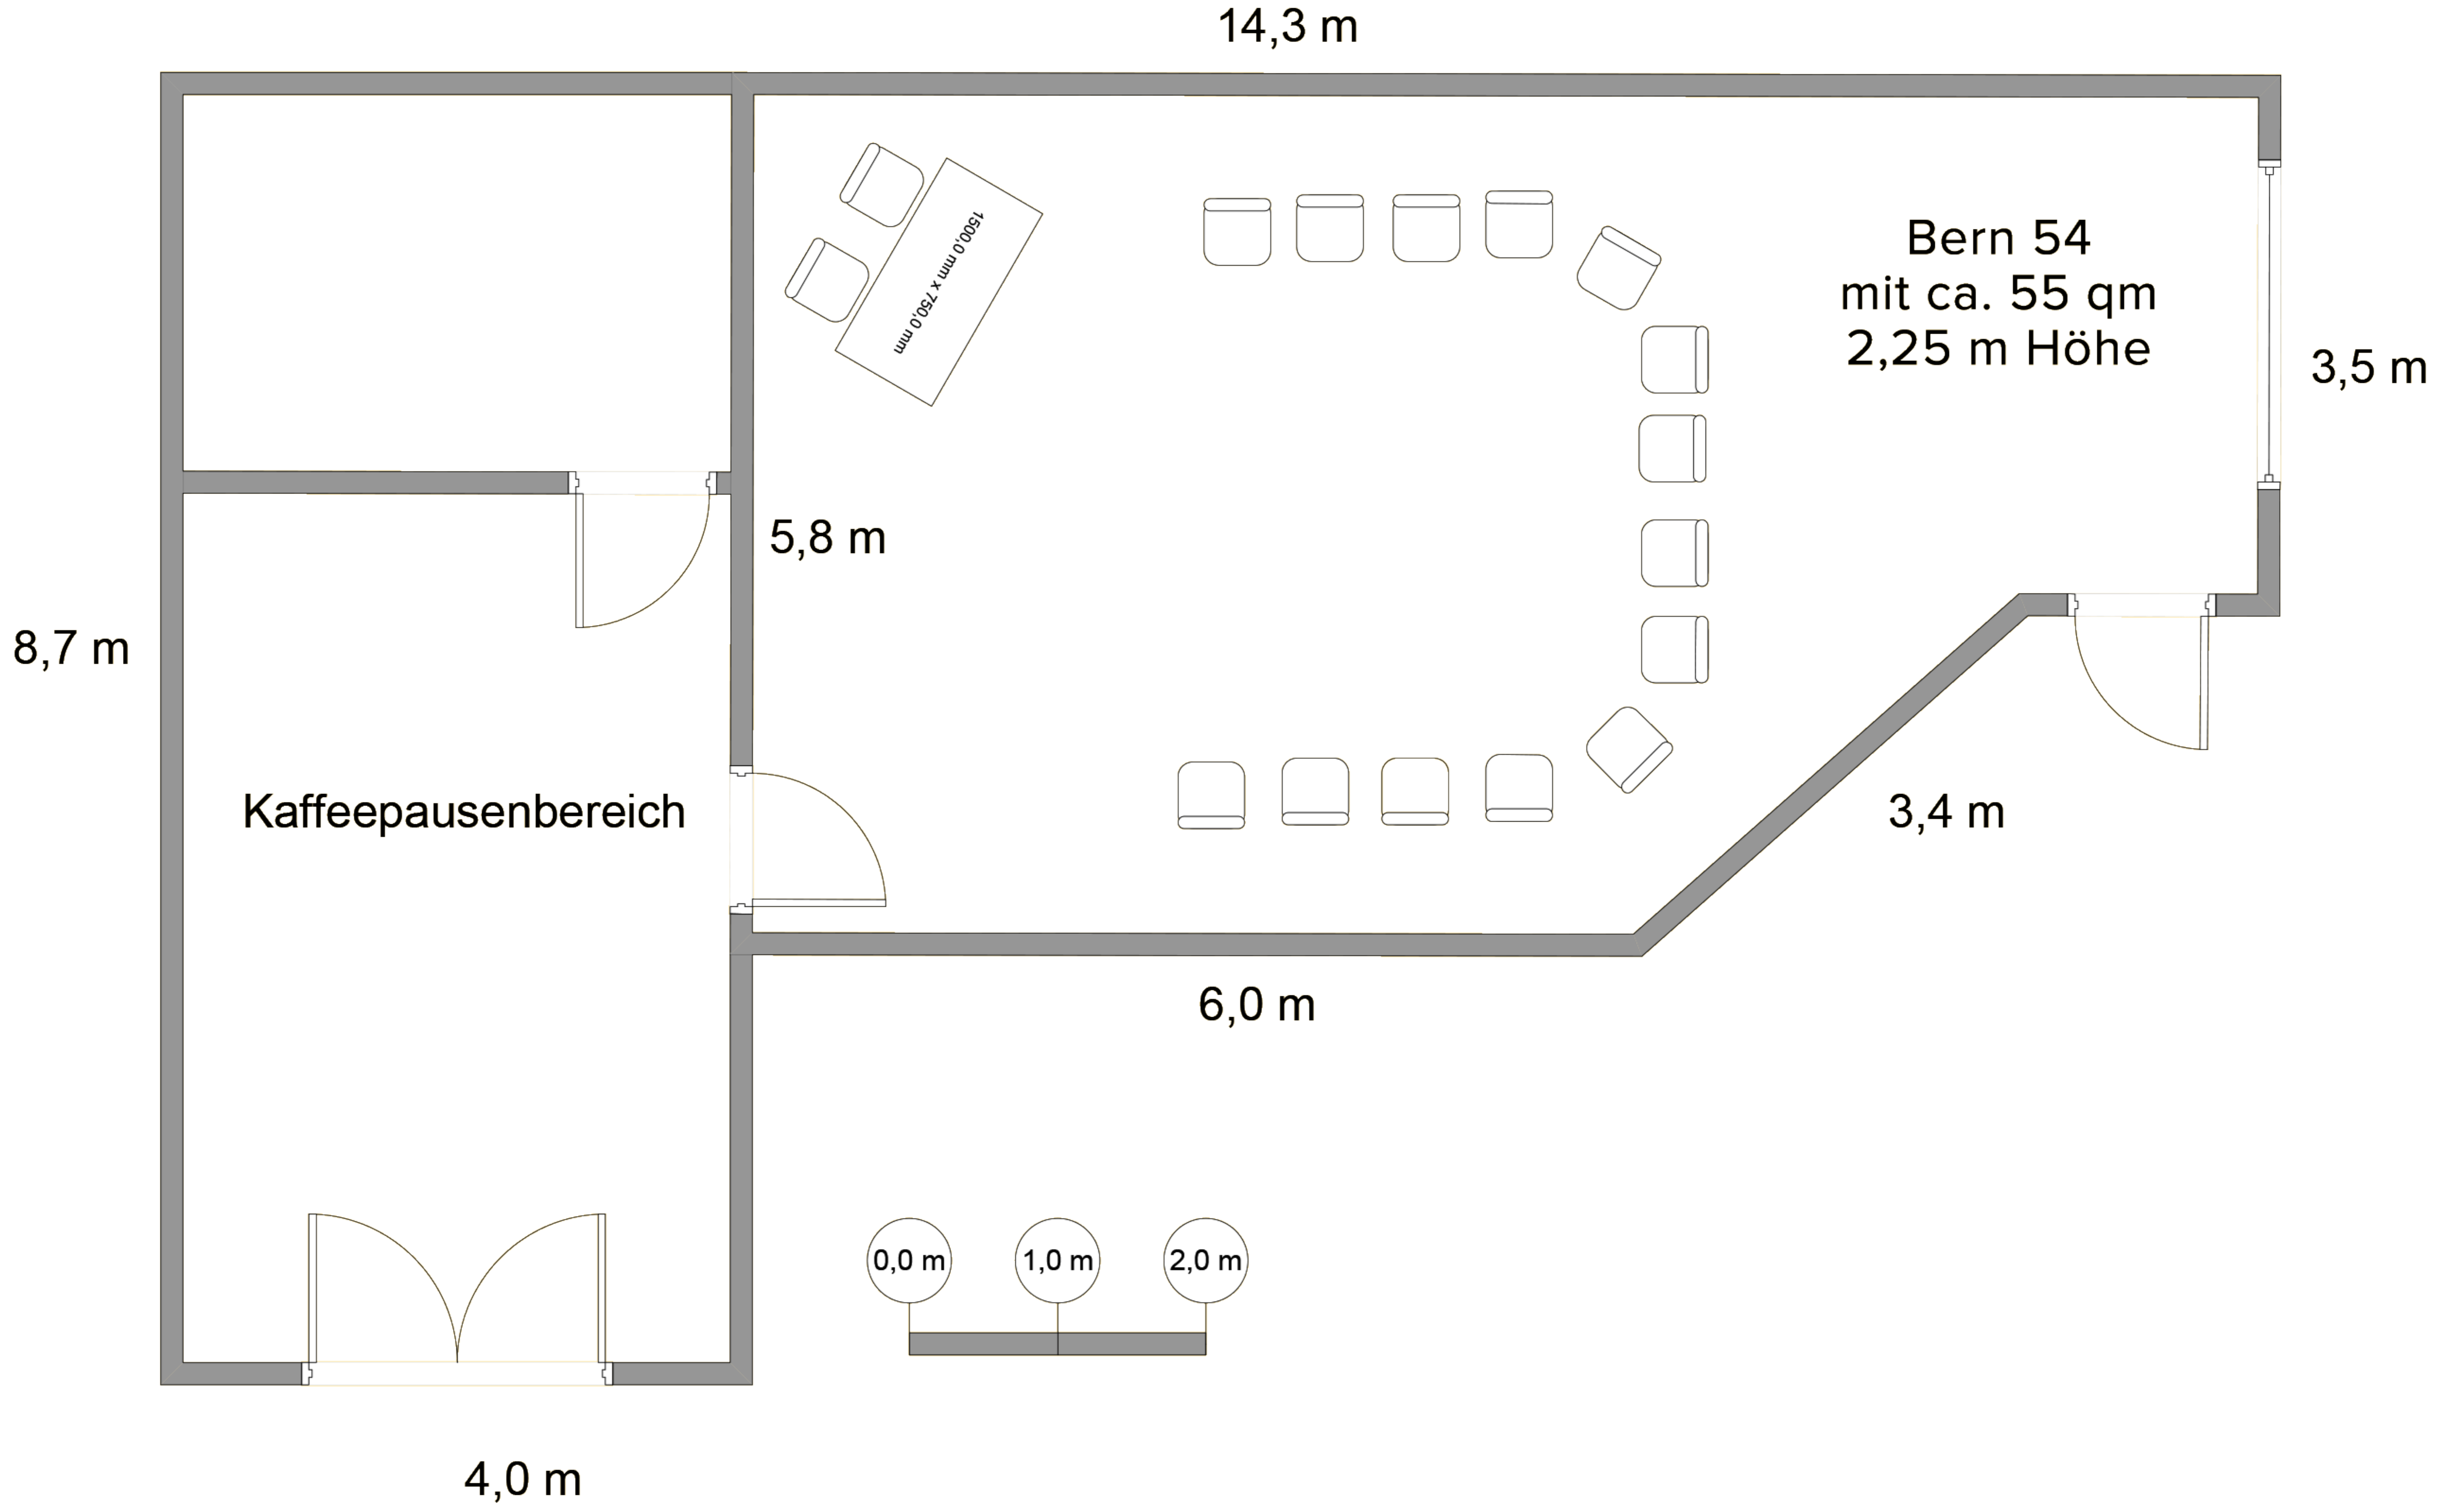 14,3 m
1500,0 mm x 750,0 mm
Bern 54
mit ca. 55 qm
2,25 m Höhe
3,5 m
5,8 m
8,7 m
Kaffeepausenbereich
3,4 m
6,0 m
0,0 m
1,0 m
2,0 m
4,0 m